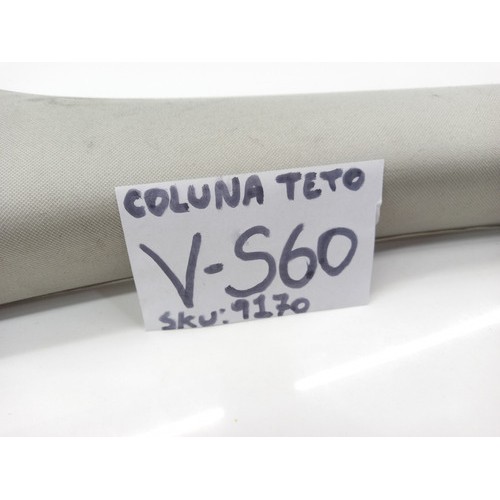 COLUNA TETO
V-S60
SKU: 9170